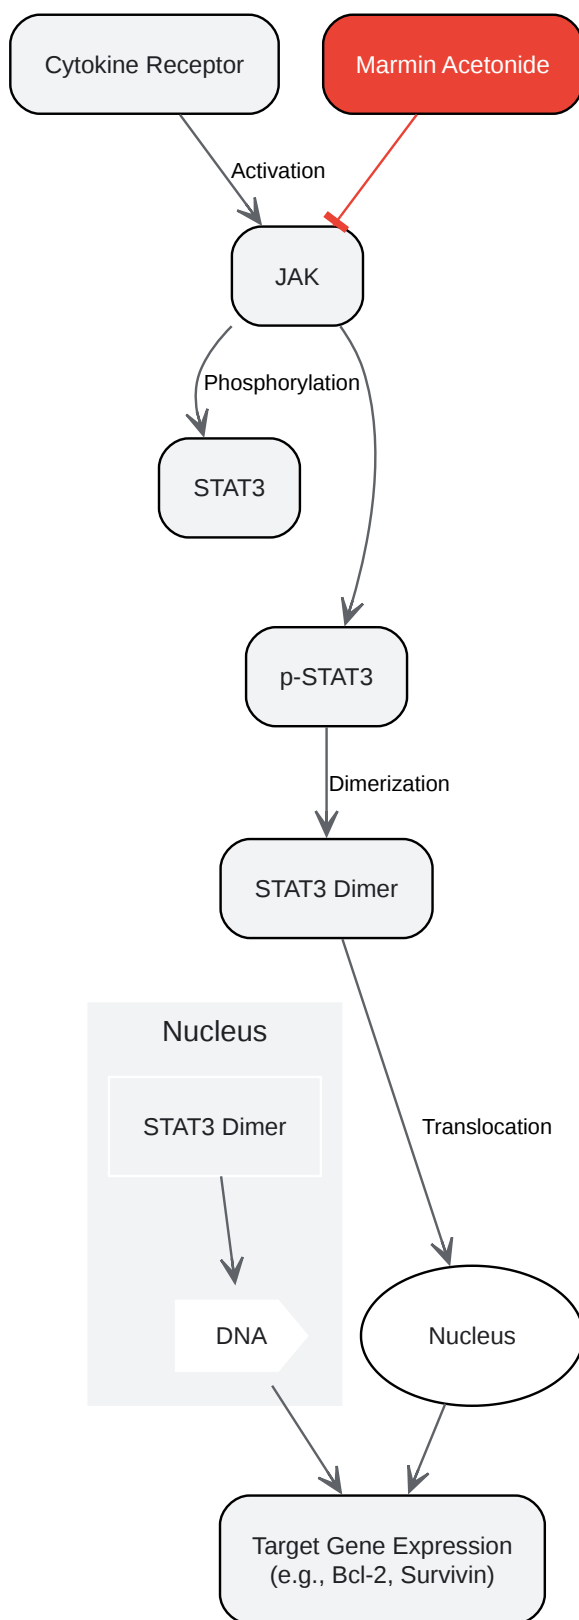 Cytokine Receptor
Marmin Acetonide
Activation
JAK
Phosphorylation
STAT3
p-STAT3
Dimerization
STAT3 Dimer
Nucleus
STAT3 Dimer
Translocation
DNA
Nucleus
Target Gene Expression
(e.g., Bcl-2, Survivin)